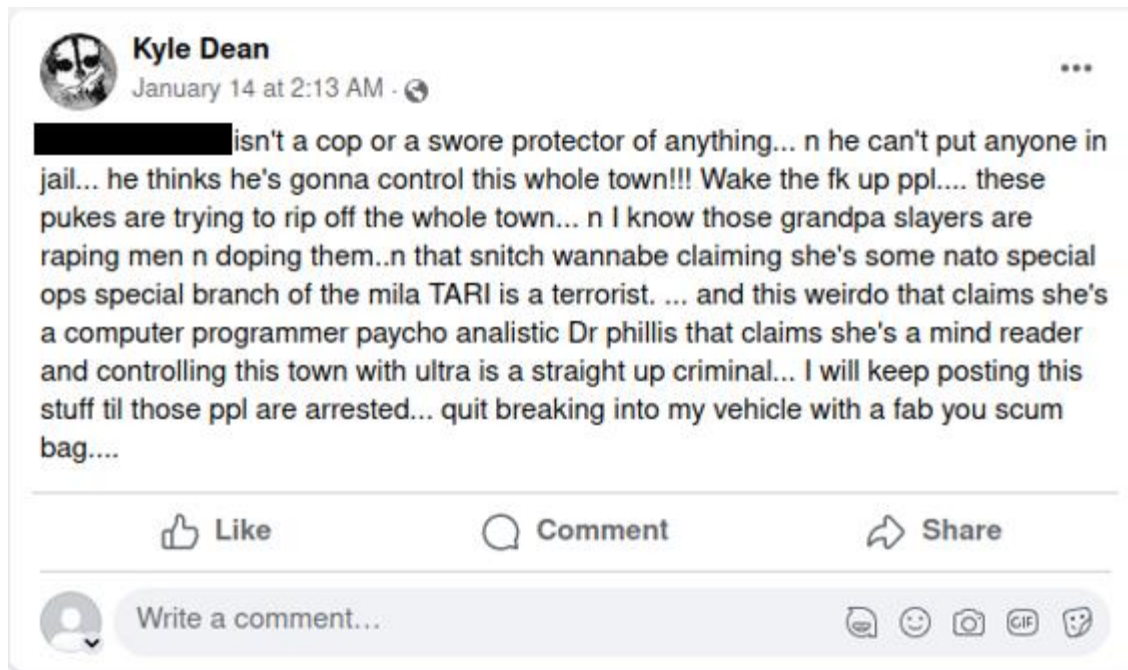 Kyle Dean
January 14 at 2:13 AM ·
isn't a cop or a swore protector of anything... n he can't put anyone in
jail... he thinks he's gonna control this whole town!!! Wake the fk up ppl.... these
pukes are trying to rip off the whole town... n I know those grandpa slayers are
raping men n doping them..n that snitch wannabe claiming she's some nato special
ops special branch of the mila TARI is a terrorist. ... and this weirdo that claims she's
a computer programmer paycho analistic Dr phillis that claims she's a mind reader
and controlling this town with ultra is a straight up criminal... I will keep posting this
stuff til those ppl are arrested... quit breaking into my vehicle with a fab you scum
bag....
Like Comment Share
Write a comment...
GIF